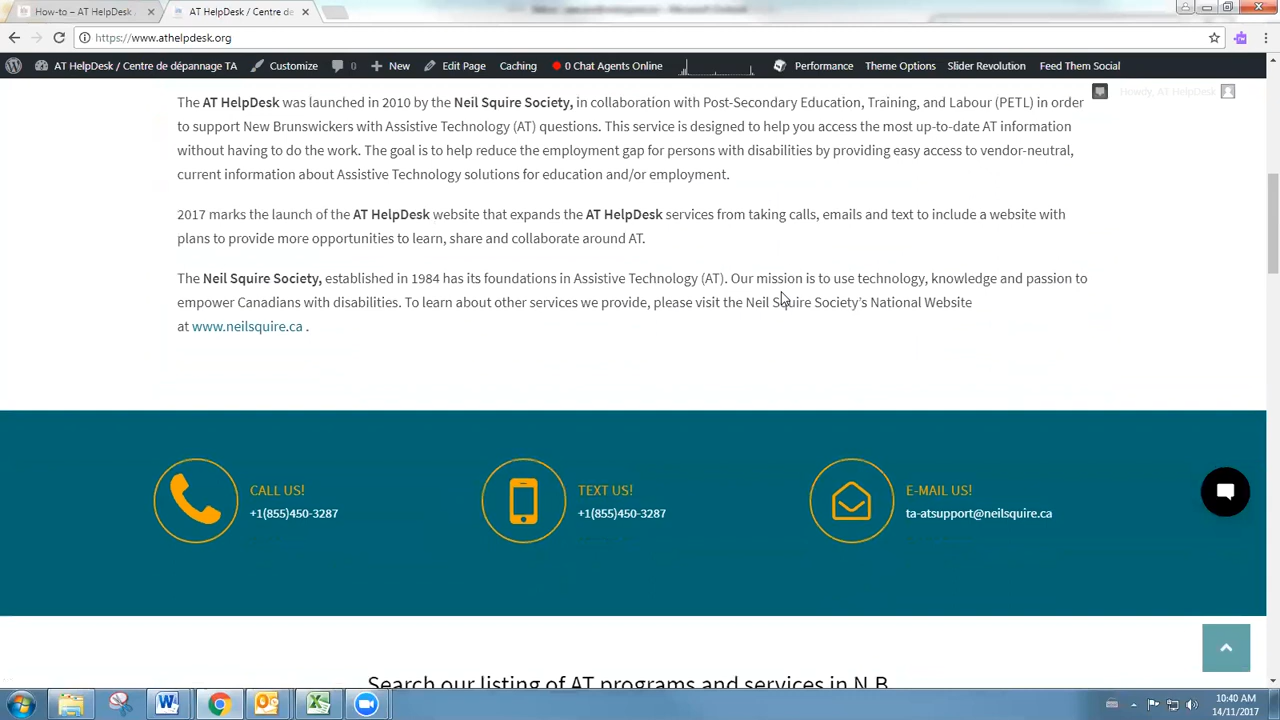 How-to – AT HelpDesk
AT HelpDesk / Centre de
https://www.athelpdesk.org
AT HelpDesk / Centre de dépannage TA
Customize
0
New
Edit Page
Caching
0 Chat Agents Online
Performance
Theme Options
Slider Revolution
Feed Them Social
Howdy, AT HelpDesk
The AT HelpDesk was launched in 2010 by the Neil Squire Society, in collaboration with Post-Secondary Education, Training, and Labour (PETL) in order
to support New Brunswickers with Assistive Technology (AT) questions. This service is designed to help you access the most up-to-date AT information
without having to do the work. The goal is to help reduce the employment gap for persons with disabilities by providing easy access to vendor-neutral,
current information about Assistive Technology solutions for education and/or employment.
2017 marks the launch of the AT HelpDesk website that expands the AT HelpDesk services from taking calls, emails and text to include a website with
plans to provide more opportunities to learn, share and collaborate around AT.
The Neil Squire Society, established in 1984 has its foundations in Assistive Technology (AT). Our mission is to use technology, knowledge and passion to
empower Canadians with disabilities. To learn about other services we provide, please visit the Neil Squire Society's National Website
at www.neilsquire.ca .
CALL US!
+1(855)450-3287
TEXT US!
+1(855)450-3287
E-MAIL US!
ta-atsupport@neilsquire.ca
Search our listing of AT programs and services in N.B.
10:40 AM
14/11/2017